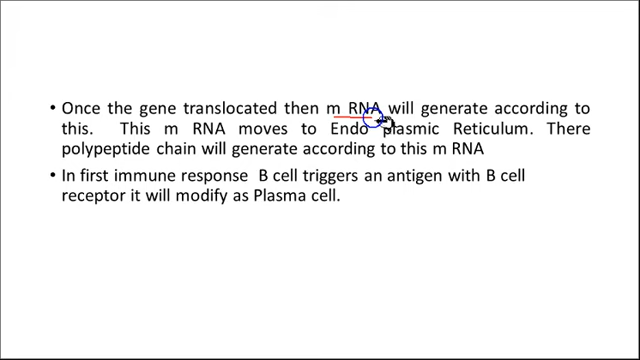 • Once the gene translocated then m RNA will generate according to
this. This m RNA moves to Endo plasmic Reticulum. There
polypeptide chain will generate according to this m RNA
• In first immune response B cell triggers an antigen with B cell
receptor it will modify as Plasma cell.